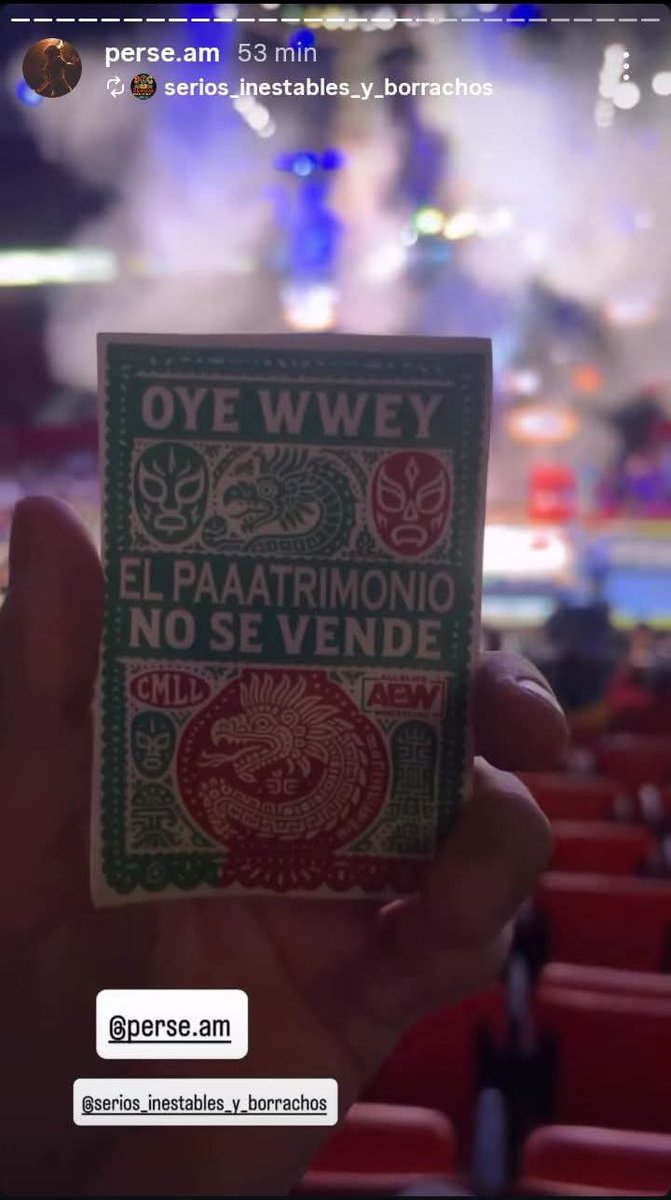 perse.am 53 min
serios_inestables_y_borrachos
OYE WWEY
EL PAAATRIMONIO
NO SE VENDE
CMLL
AEW
@perse.am
@serios_inestables_y_borrachos